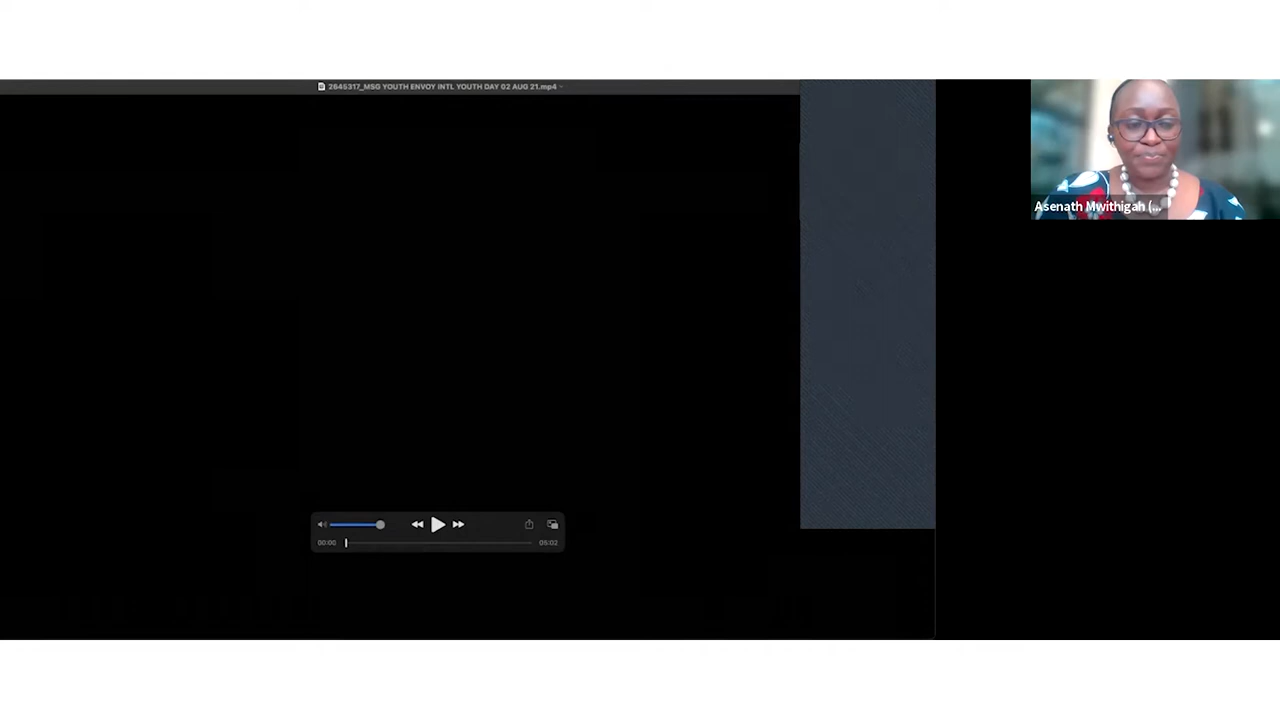 2645317_MSG YOUTH ENVOY INTL YOUTH DAY 02 AUG 21.mp4
Asenath Mwithigah (...
00:00
05:02